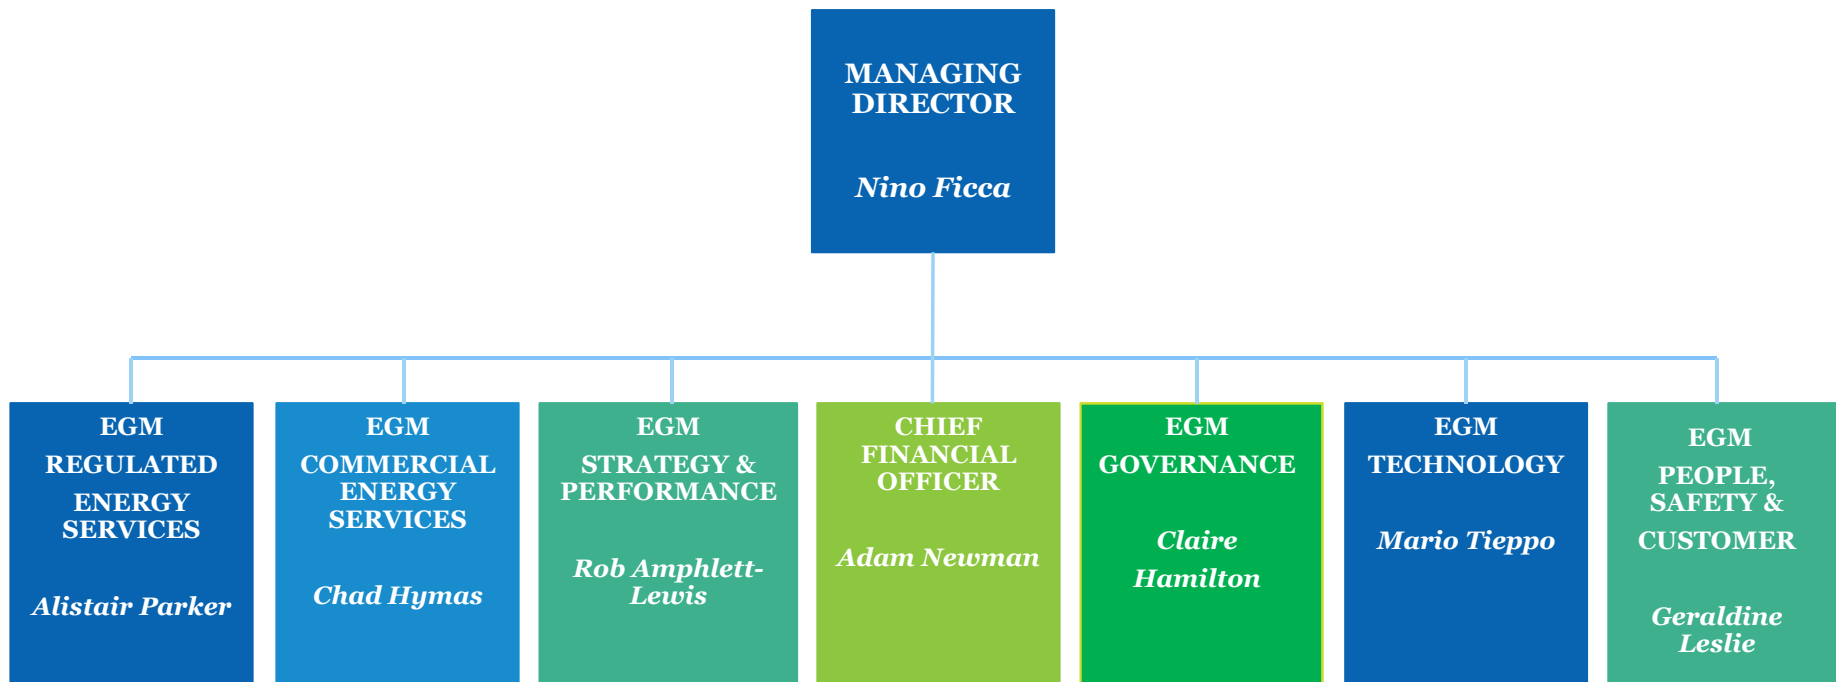 MANAGING
DIRECTOR
Nino Ficca
EGM
REGULATED
ENERGY
SERVICES
Alistair Parker
EGM
COMMERCIAL
ENERGY
SERVICES
Chad Hymas
EGM
STRATEGY &
PERFORMANCE
Rob Amphlett-
Lewis
CHIEF
FINANCIAL
OFFICER
Adam Newman
EGM
GOVERNANCE
Claire
Hamilton
EGM
TECHNOLOGY
Mario Tieppo
EGM
PEOPLE,
SAFETY &
CUSTOMER
Geraldine
Leslie